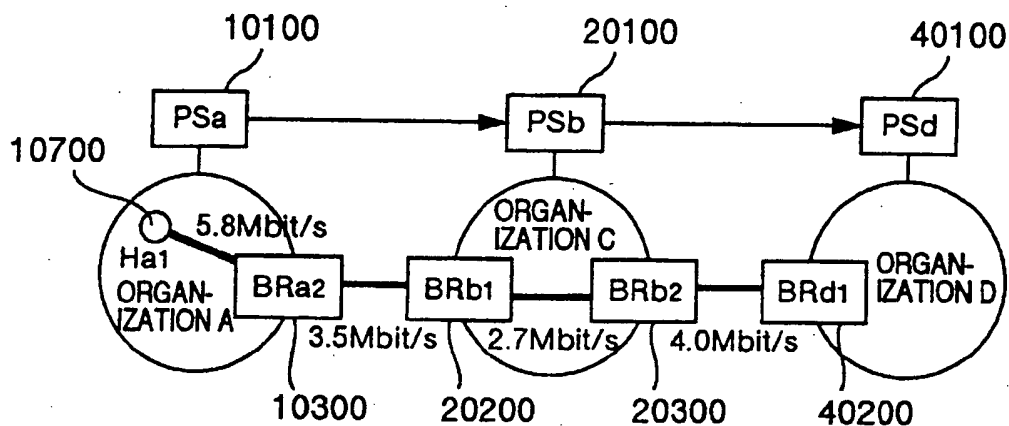 10100
20100
40100
PSa
PSb
PSd
10700
5.8Mbit/s
Ha1
ORGAN-
IZATION A
BRa2
3.5Mbit/s
BRb1
ORGAN-
IZATION C
2.7Mbit/s
BRb2
4.0Mbit/s
BRd1
ORGAN-
IZATION D
10300
20200
20300
40200